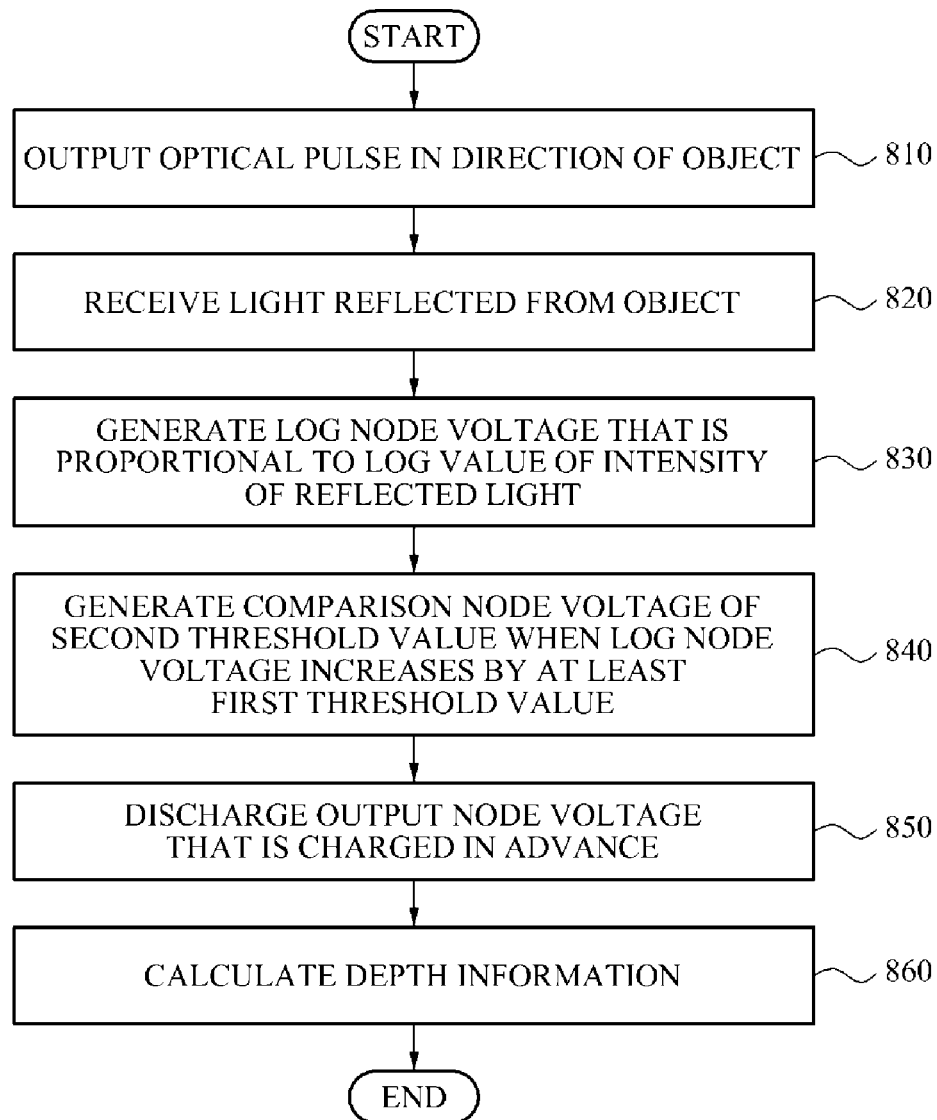 START
OUTPUT OPTICAL PULSE IN DIRECTION OF OBJECT
810
RECEIVE LIGHT REFLECTED FROM OBJECT
820
GENERATE LOG NODE VOLTAGE THAT IS
PROPORTIONAL TO LOG VALUE OF INTENSITY
OF REFLECTED LIGHT
830
GENERATE COMPARISON NODE VOLTAGE OF
SECOND THRESHOLD VALUE WHEN LOG NODE
VOLTAGE INCREASES BY AT LEAST
FIRST THRESHOLD VALUE
840
DISCHARGE OUTPUT NODE VOLTAGE
THAT IS CHARGED IN ADVANCE
850
CALCULATE DEPTH INFORMATION
860
END